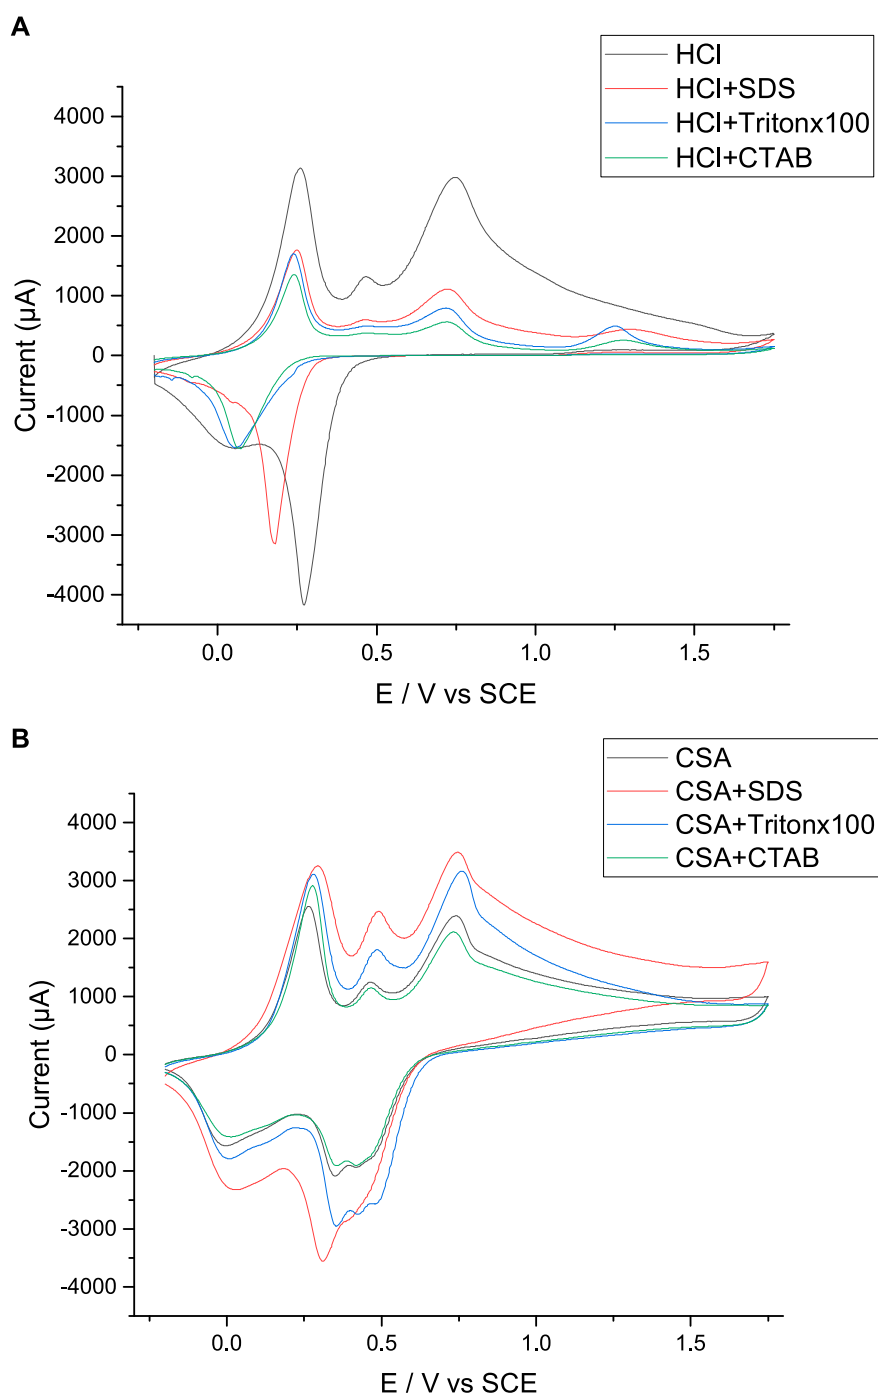 A
HCl
HCl+SDS
HCl+Tritonx100
HCl+CTAB
4000
3000
2000
1000
0
-1000
-2000
-3000
-4000
Current (µA)
0.0 0.5 1.0 1.5
E / V vs SCE
B
CSA
CSA+SDS
CSA+Tritonx100
CSA+CTAB
4000
3000
2000
1000
0
-1000
-2000
-3000
-4000
Current (µA)
0.0 0.5 1.0 1.5
E / V vs SCE